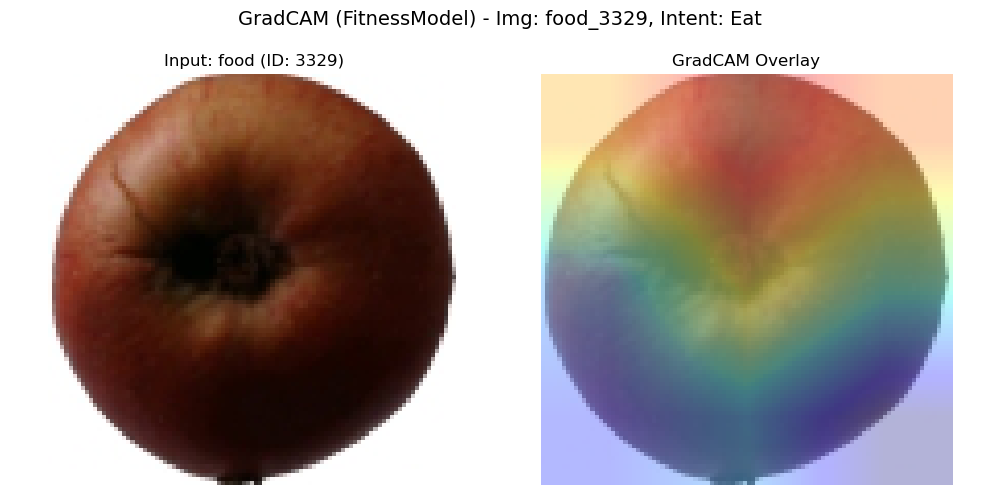 GradCAM (FitnessModel) - Img: food_3329, Intent: Eat
Input: food (ID: 3329)
GradCAM Overlay